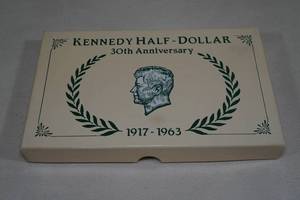 KENNEDY HALF-DOLLAR
30th Anniversary
1917-1963